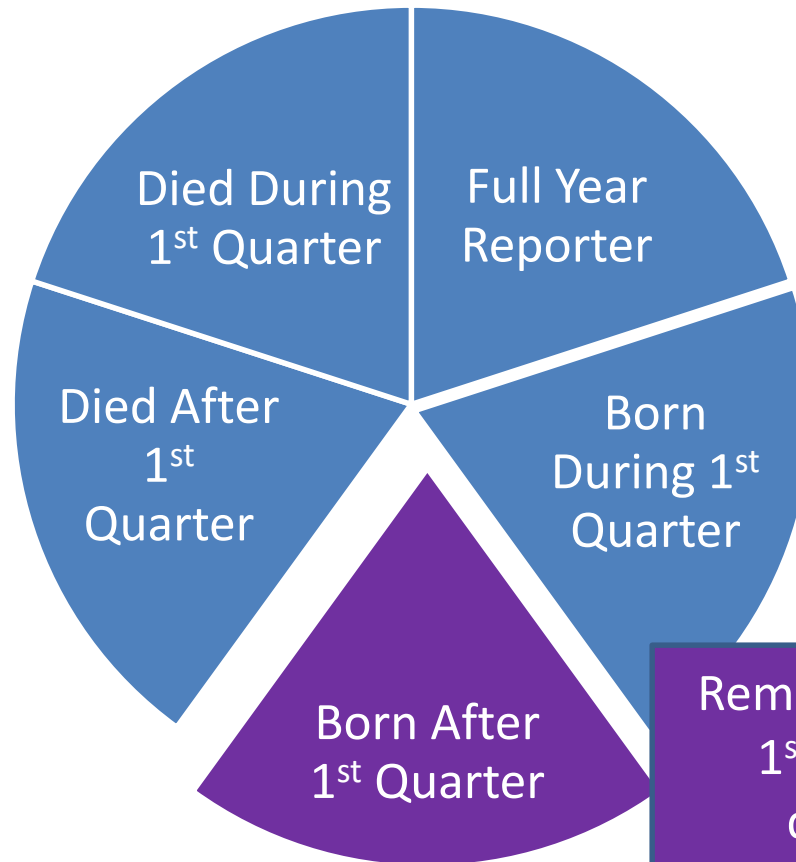 Died During
1st Quarter
Full Year
Reporter
Died After
1st
Quarter
Born
During 1st
Quarter
Born After
1st Quarter